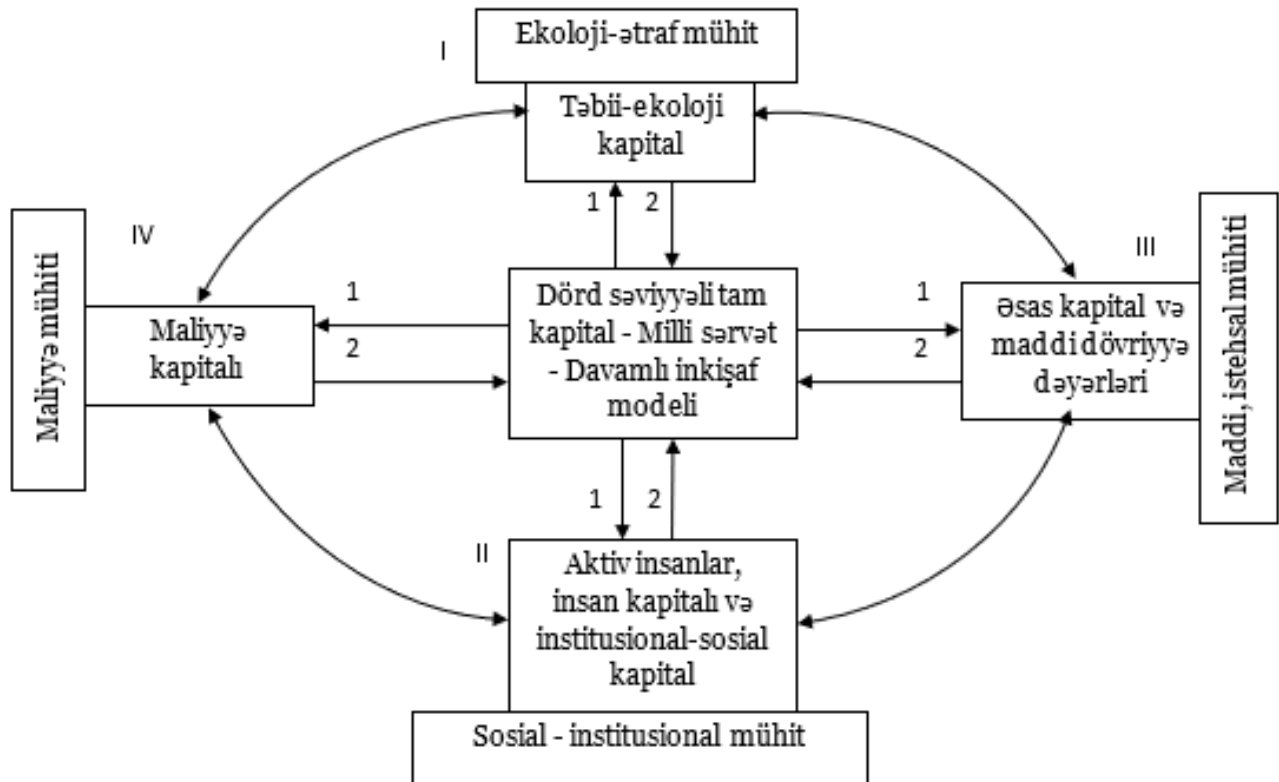 Ekoloji-ətraf mühit
I
Təbii-ekoloji
kapital
1
2
IV
III
Maliyyə mühiti
Maliyyə
kapitalı
1
2
Dörd səviyyəli tam
kapital - Milli sərvət
- Davamlı inkişaf
modeli
1
2
Əsas kapital və
maddi dövriyyə
dəyərləri
Maddi, istehsal mühiti
1
2
II
Aktiv insanlar,
insan kapitalı və
institusional-sosial
kapital
Sosial - institusional mühit